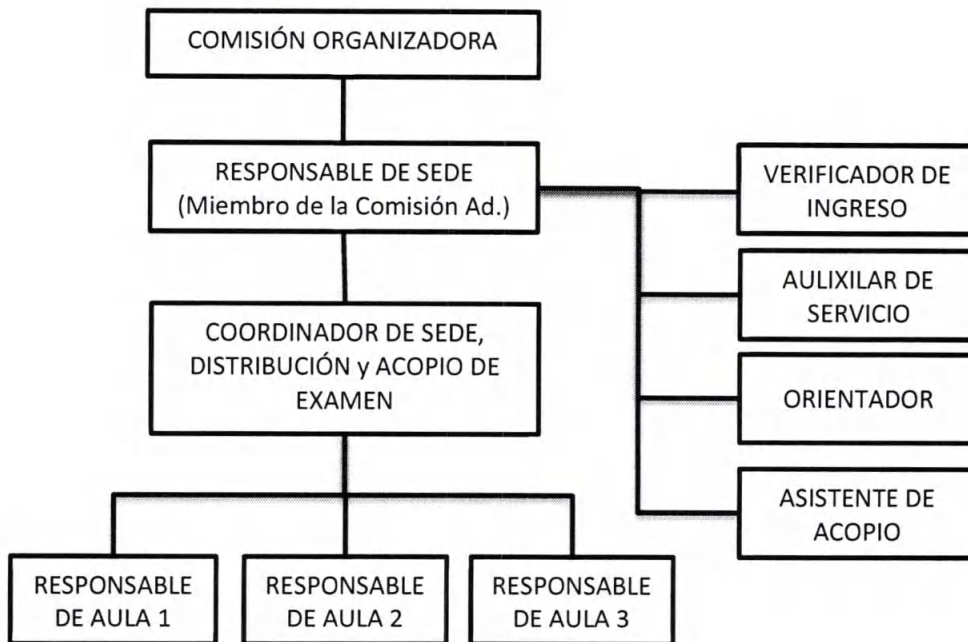 COMISIÓN ORGANIZADORA
RESPONSABLE DE SEDE
(Miembro de la Comisión Ad.)
COORDINADOR DE SEDE,
DISTRIBUCIÓN y ACOPIO DE
EXAMEN
RESPONSABLE
DE AULA 1
RESPONSABLE
DE AULA 2
RESPONSABLE
DE AULA 3
VERIFICADOR DE
INGRESO
AULIXILAR DE
SERVICIO
ORIENTADOR
ASISTENTE DE
ACOPIO